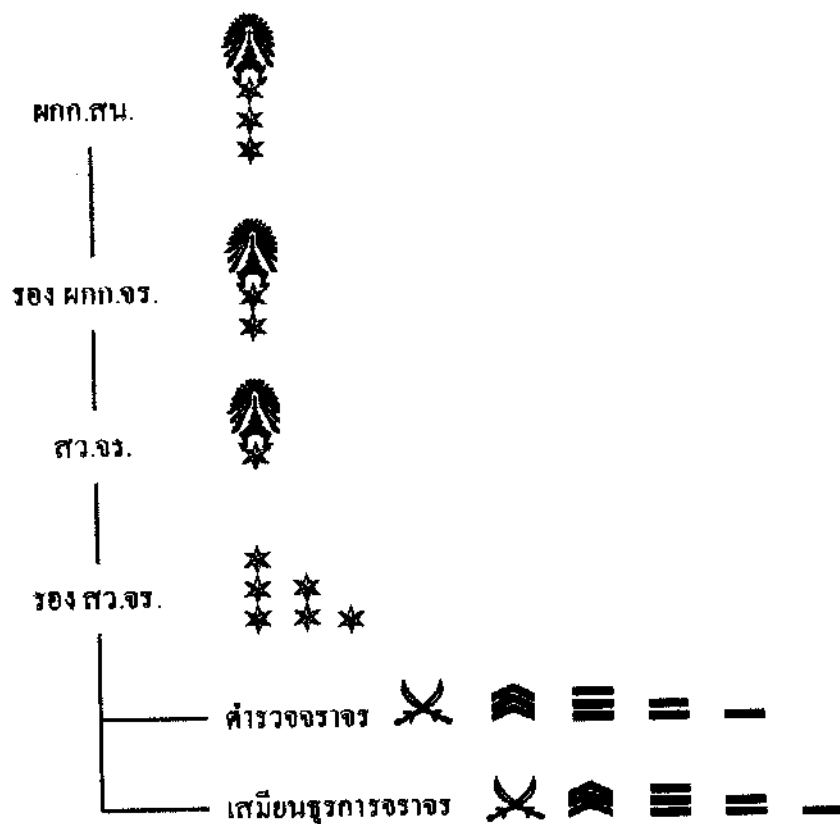 ผกก.สน.
รอง ผกก.จร.
สว.จร.
รอง สว.จร.
ตำรวจจราจร
เสมียนธุรการจราจร